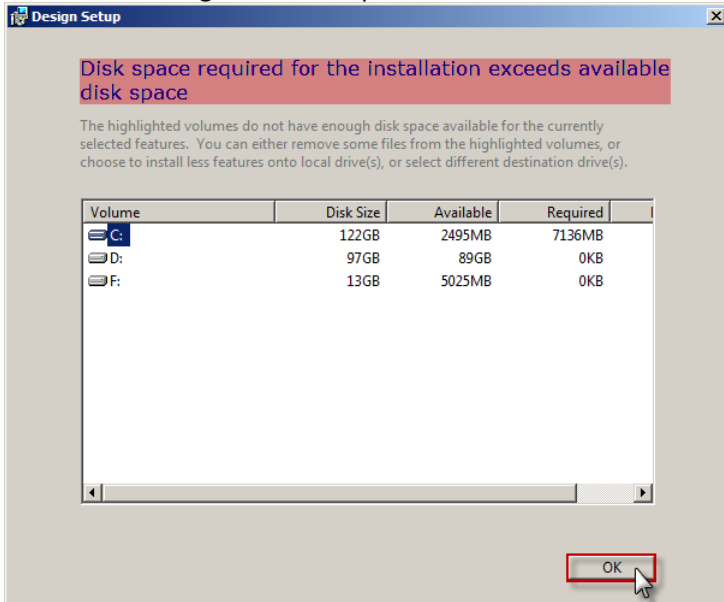 Design Setup
Disk space required for the installation exceeds available
disk space
The highlighted volumes do not have enough disk space available for the currently
selected features. You can either remove some files from the highlighted volumes, or
choose to install less features onto local drive(s), or select different destination drive(s).
Volume Disk Size Available Required
C: 122GB 2495MB 7136MB
D: 97GB 89GB 0KB
F: 13GB 5025MB 0KB
OK